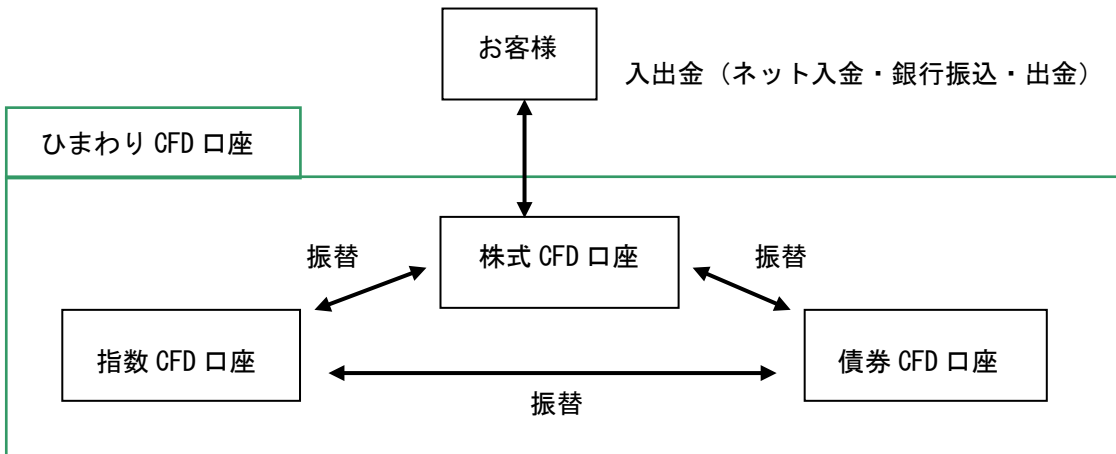 お客様
入出金（ネット入金・銀行振込・出金）
ひまわり CFD 口座
株式 CFD 口座
振替
振替
指数 CFD 口座
債券 CFD 口座
振替